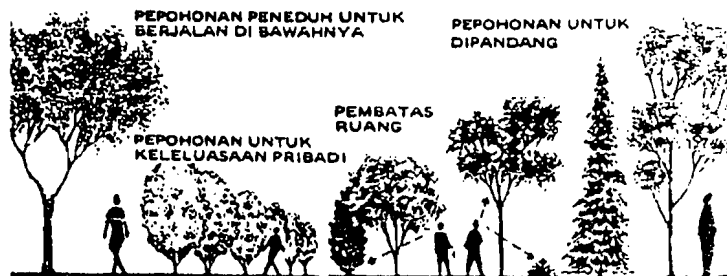 PEPOHONAN PENEDUH UNTUK
BERJALAN DI BAWAHNYA
PEPOHONAN UNTUK
KELELUASAAN PRIBADI
PEMBATAS
RUANG
PEPOHONAN UNTUK
DIPANDANG